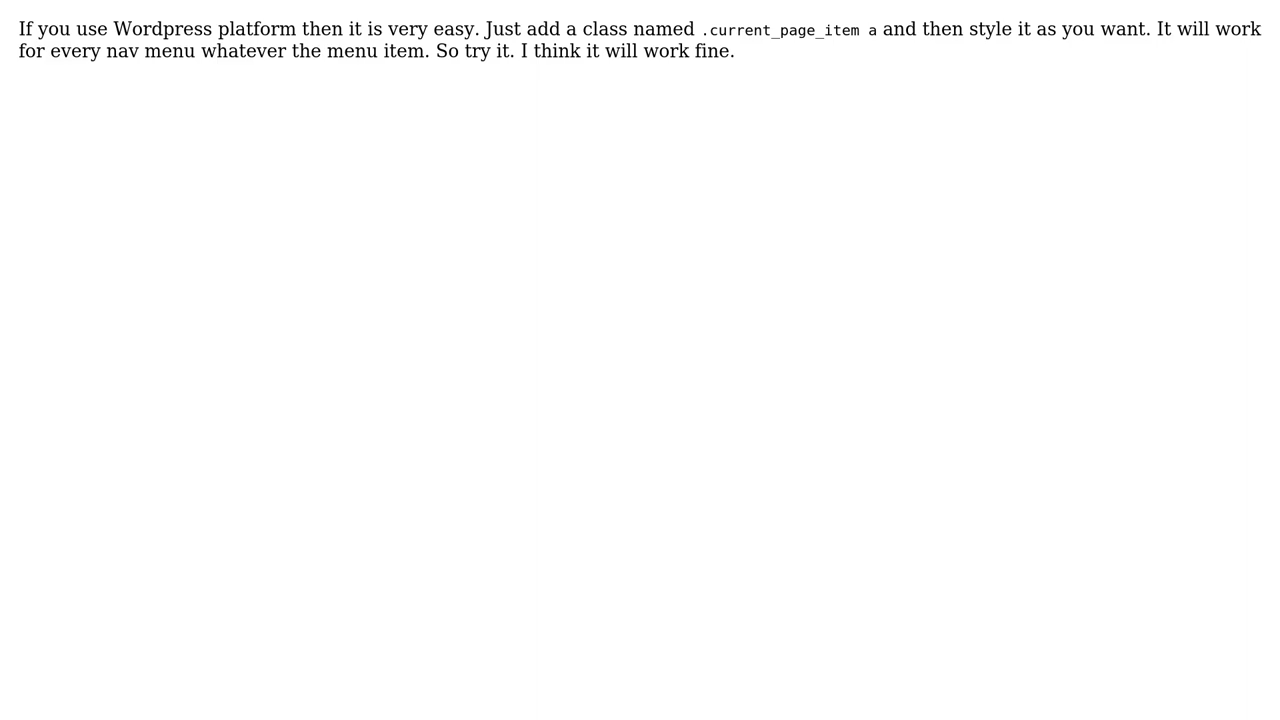 If you use Wordpress platform then it is very easy. Just add a class named .current_page_item a and then style it as you want. It will work
for every nav menu whatever the menu item. So try it. I think it will work fine.